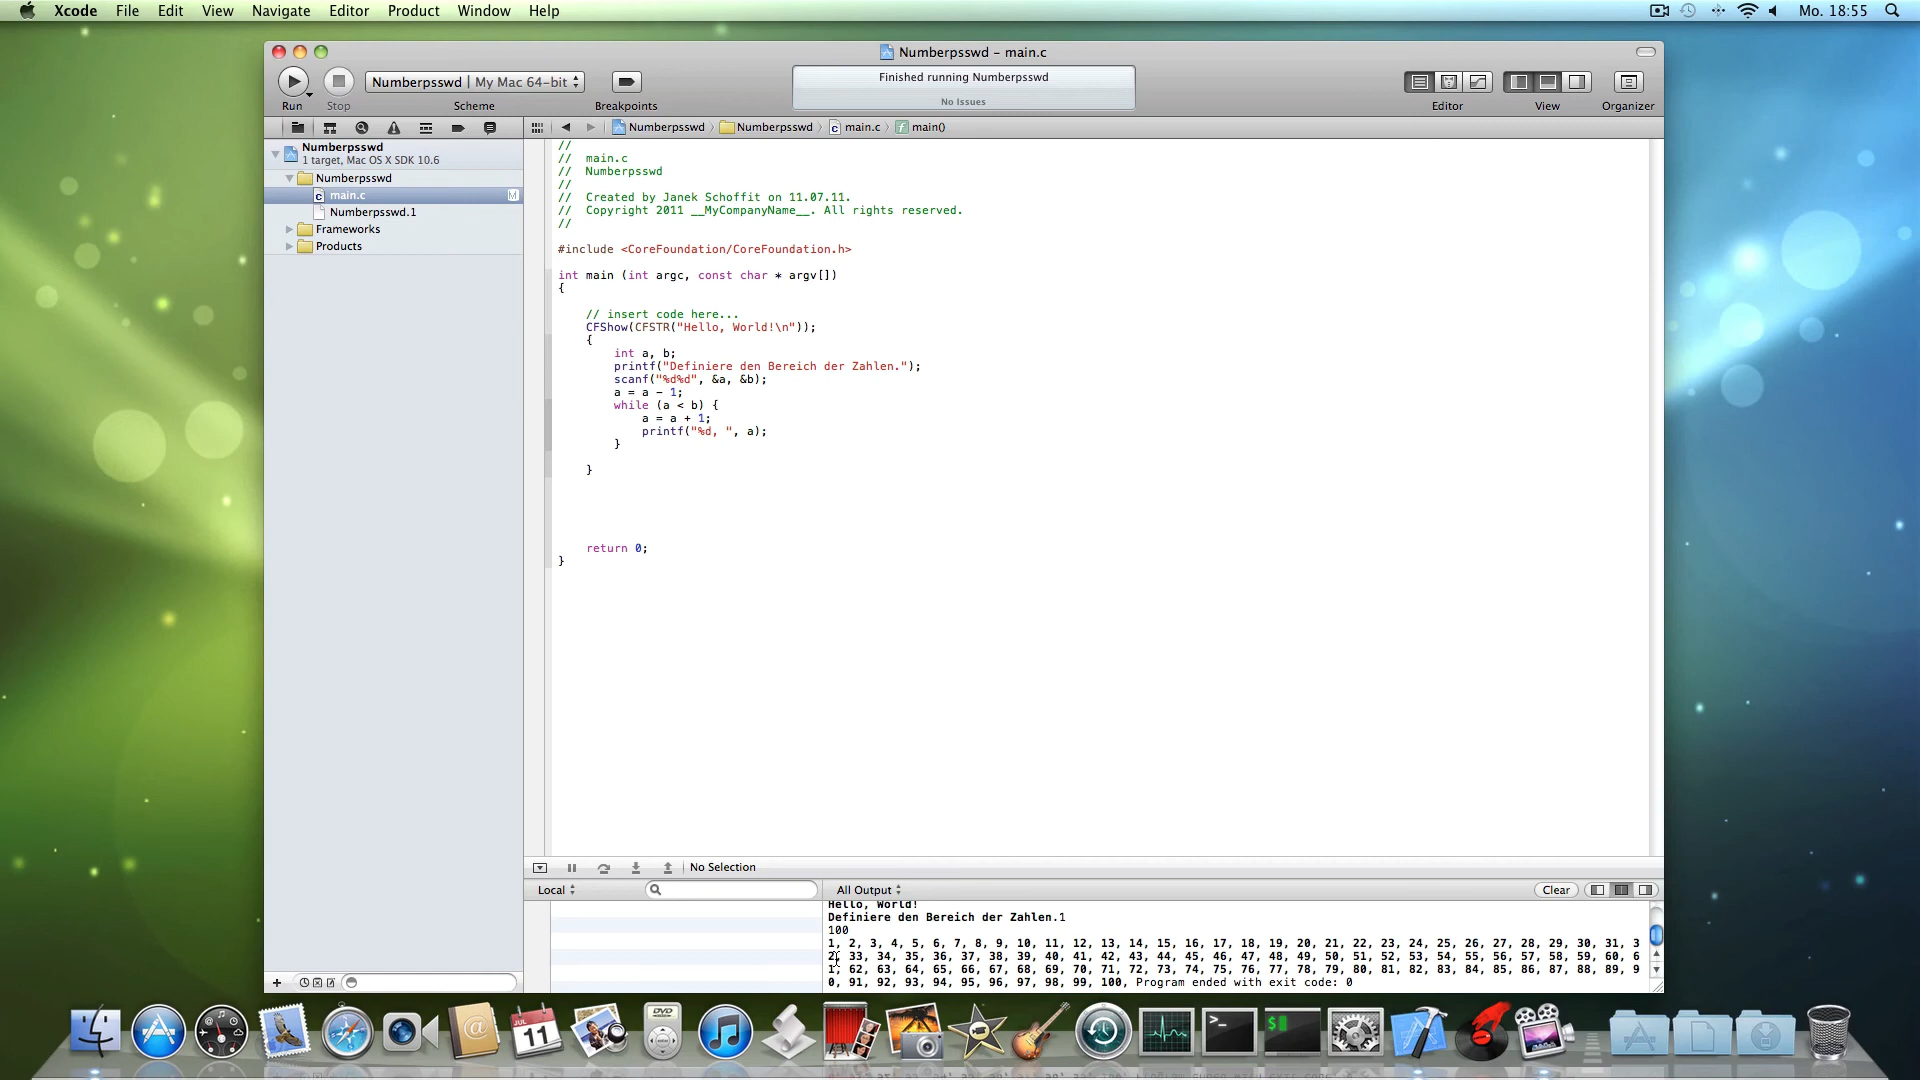 Xcode File Edit View Navigate Editor Product Window Help Mo. 18:55
Numberpsswd - main.c
Numberpsswd | My Mac 64-bit
Finished running Numberpsswd
No Issues
Run Stop Scheme Breakpoints Editor View Organizer
Numberpsswd Numberpsswd main.c main()
Numberpsswd
1 target, Mac OS X SDK 10.6
Numberpsswd
main.c M
Numberpsswd.1
Frameworks
Products
//
// main.c
// Numberpsswd
//
// Created by Janek Schoffit on 11.07.11.
// Copyright 2011 __MyCompanyName__. All rights reserved.
//
#include <CoreFoundation/CoreFoundation.h>
int main (int argc, const char * argv[])
{
// insert code here...
CFShow(CFSTR("Hello, World!\n"));
{
int a, b;
printf("Definiere den Bereich der Zahlen.");
scanf("%d%d", &a, &b);
a = a - 1;
while (a < b) {
a = a + 1;
printf("%d, ", a);
}
}
return 0;
}
No Selection
Local All Output Clear
Hello, World!
Definiere den Bereich der Zahlen.1
100
1, 2, 3, 4, 5, 6, 7, 8, 9, 10, 11, 12, 13, 14, 15, 16, 17, 18, 19, 20, 21, 22, 23, 24, 25, 26, 27, 28, 29, 30, 31, 3
2, 33, 34, 35, 36, 37, 38, 39, 40, 41, 42, 43, 44, 45, 46, 47, 48, 49, 50, 51, 52, 53, 54, 55, 56, 57, 58, 59, 60, 6
1, 62, 63, 64, 65, 66, 67, 68, 69, 70, 71, 72, 73, 74, 75, 76, 77, 78, 79, 80, 81, 82, 83, 84, 85, 86, 87, 88, 89, 9
0, 91, 92, 93, 94, 95, 96, 97, 98, 99, 100, Program ended with exit code: 0
JUL
11
DVD